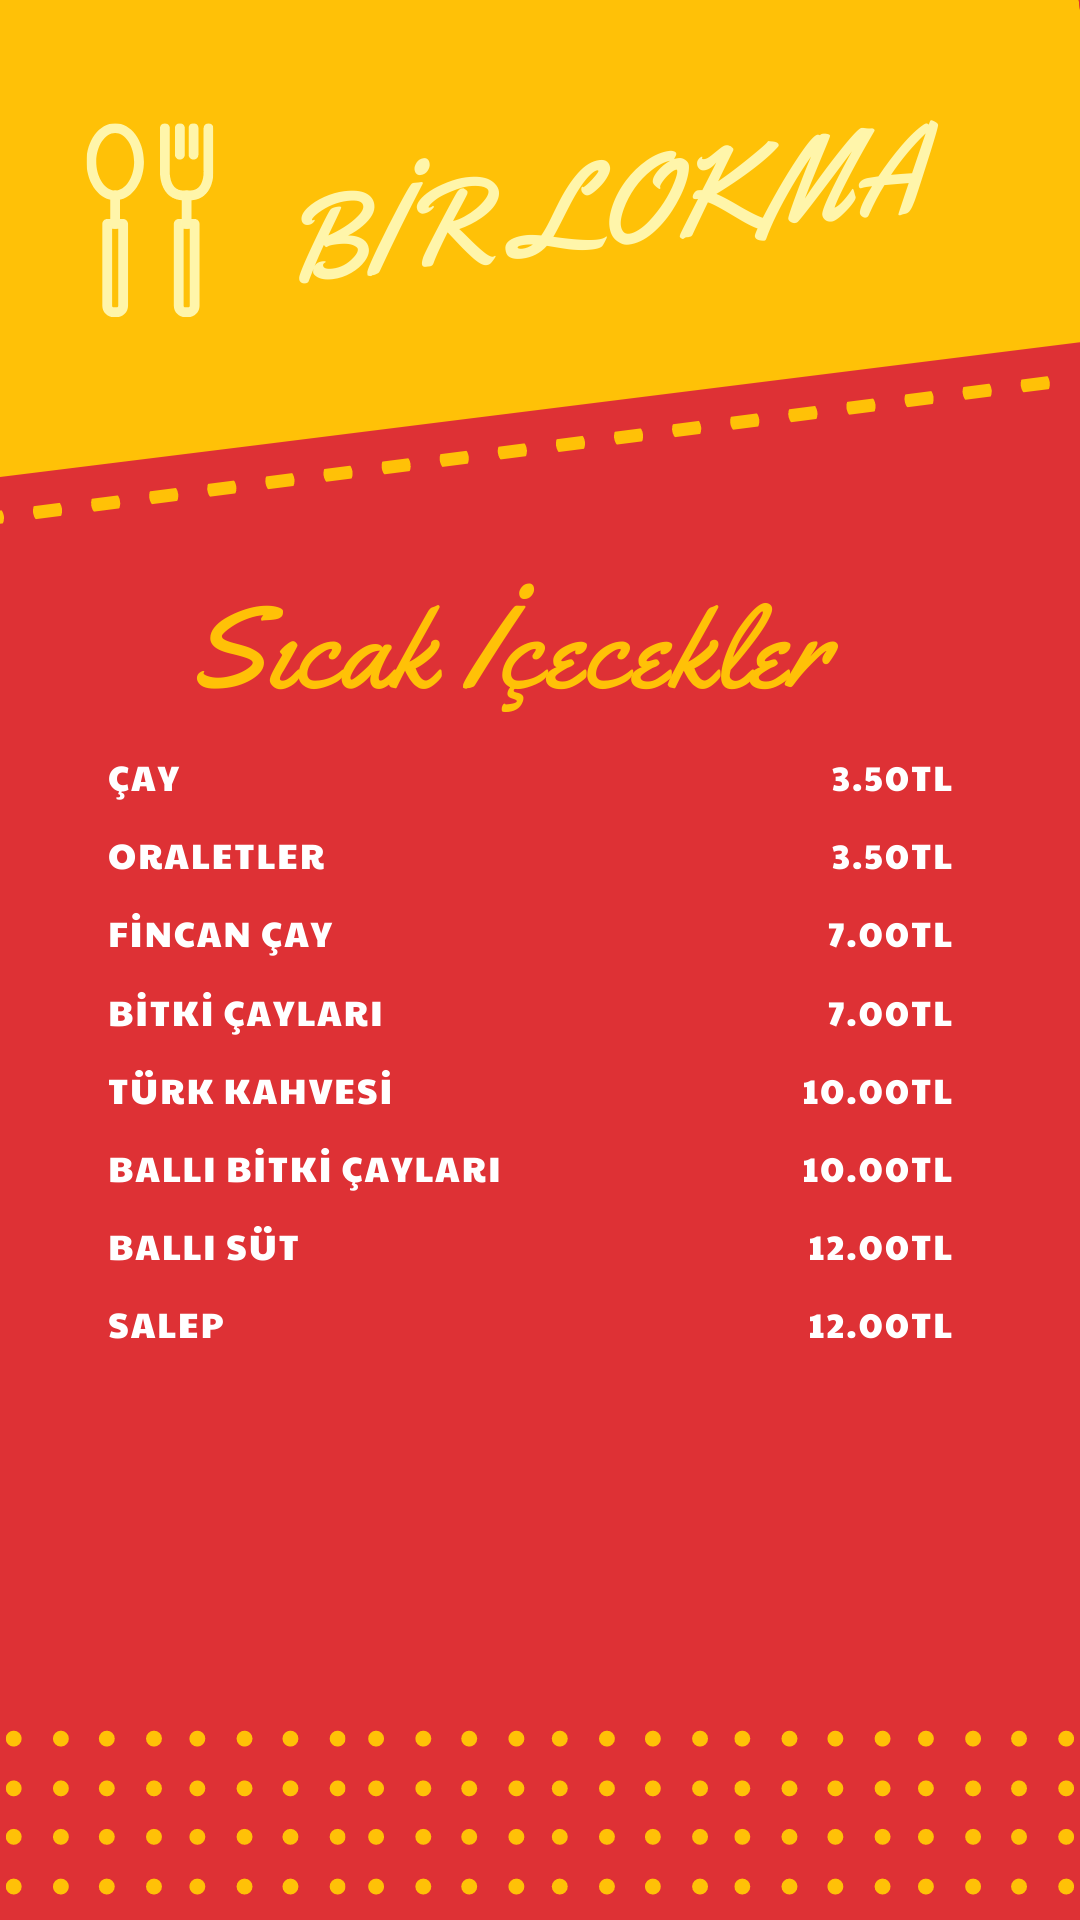 BİR LOKMA
Sıcak İçecekler
ÇAY 3.50TL
ORALETLER 3.50TL
FİNCAN ÇAY 7.00TL
BİTKİ ÇAYLARI 7.00TL
TÜRK KAHVESİ 10.00TL
BALLI BİTKİ ÇAYLARI 10.00TL
BALLI SÜT 12.00TL
SALEP 12.00TL